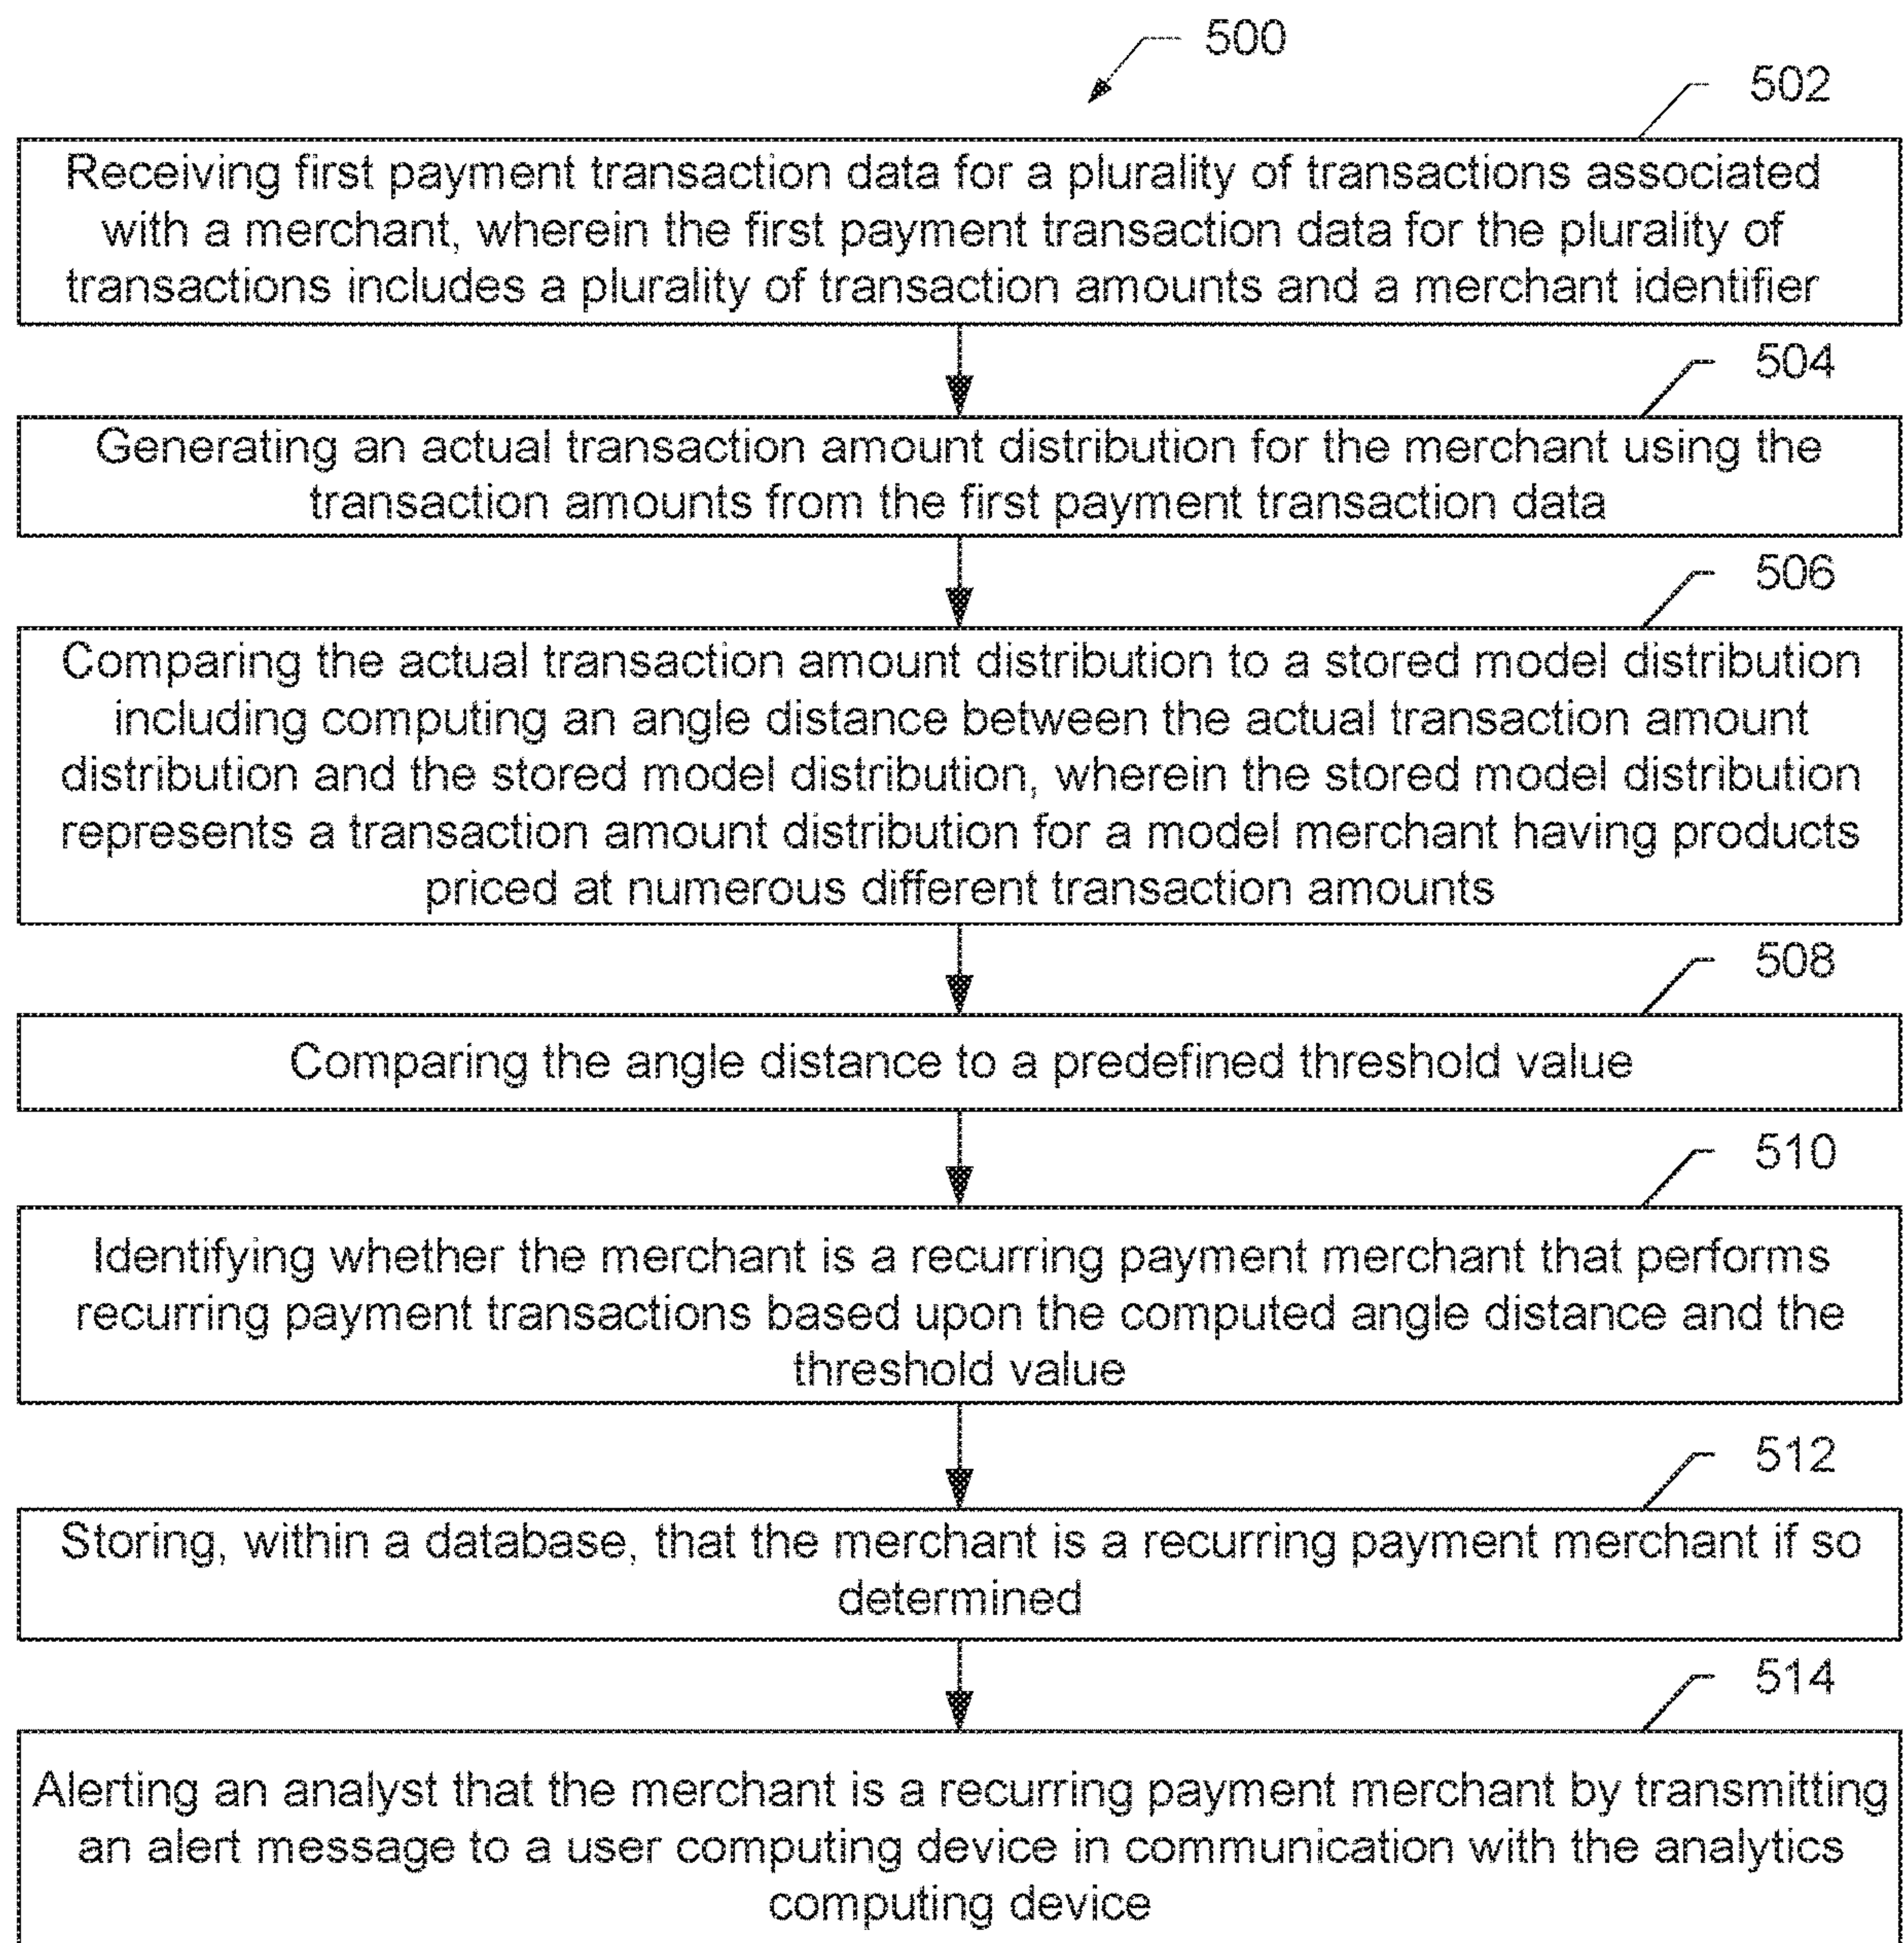 500
502
Receiving first payment transaction data for a plurality of transactions associated
with a merchant, wherein the first payment transaction data for the plurality of
transactions includes a plurality of transaction amounts and a merchant identifier
504
Generating an actual transaction amount distribution for the merchant using the
transaction amounts from the first payment transaction data
506
Comparing the actual transaction amount distribution to a stored model distribution
including computing an angle distance between the actual transaction amount
distribution and the stored model distribution, wherein the stored model distribution
represents a transaction amount distribution for a model merchant having products
priced at numerous different transaction amounts
508
Comparing the angle distance to a predefined threshold value
510
Identifying whether the merchant is a recurring payment merchant that performs
recurring payment transactions based upon the computed angle distance and the
threshold value
512
Storing, within a database, that the merchant is a recurring payment merchant if so
determined
514
Alerting an analyst that the merchant is a recurring payment merchant by transmitting
an alert message to a user computing device in communication with the analytics
computing device